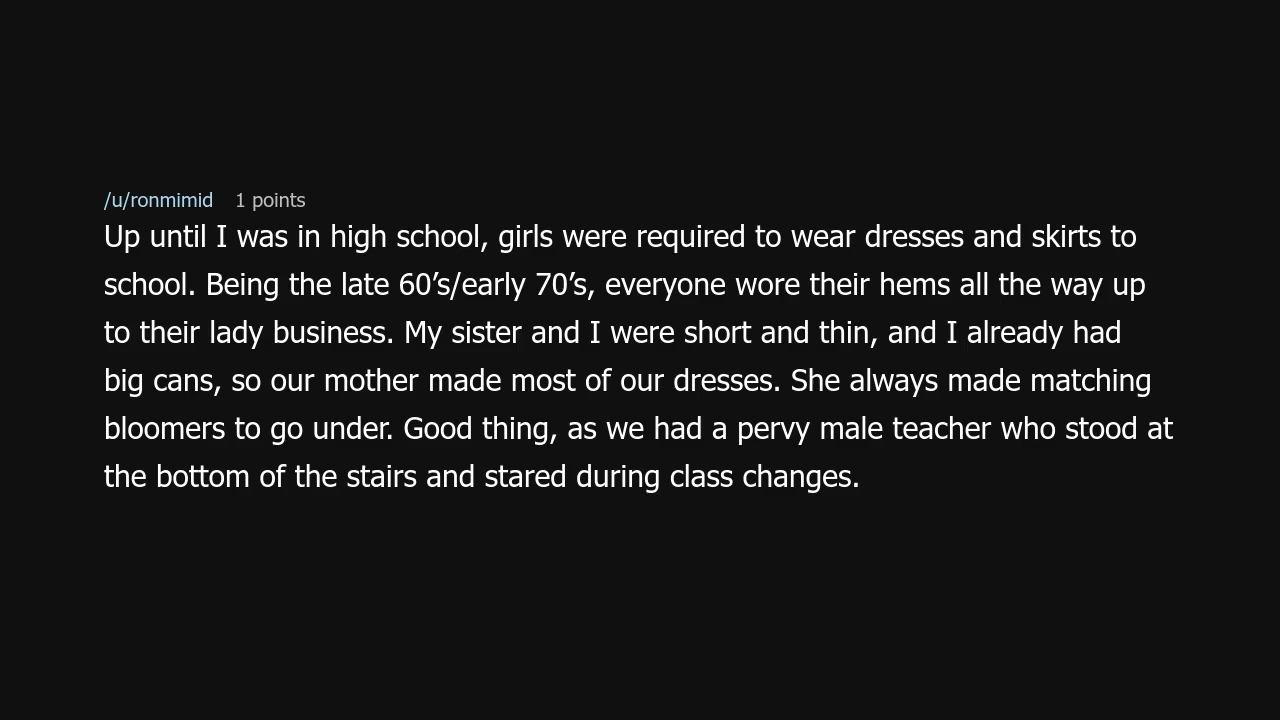 /u/ronmimid 1 points
Up until I was in high school, girls were required to wear dresses and skirts to
school. Being the late 60’s/early 70’s, everyone wore their hems all the way up
to their lady business. My sister and I were short and thin, and I already had
big cans, so our mother made most of our dresses. She always made matching
bloomers to go under. Good thing, as we had a pervy male teacher who stood at
the bottom of the stairs and stared during class changes.